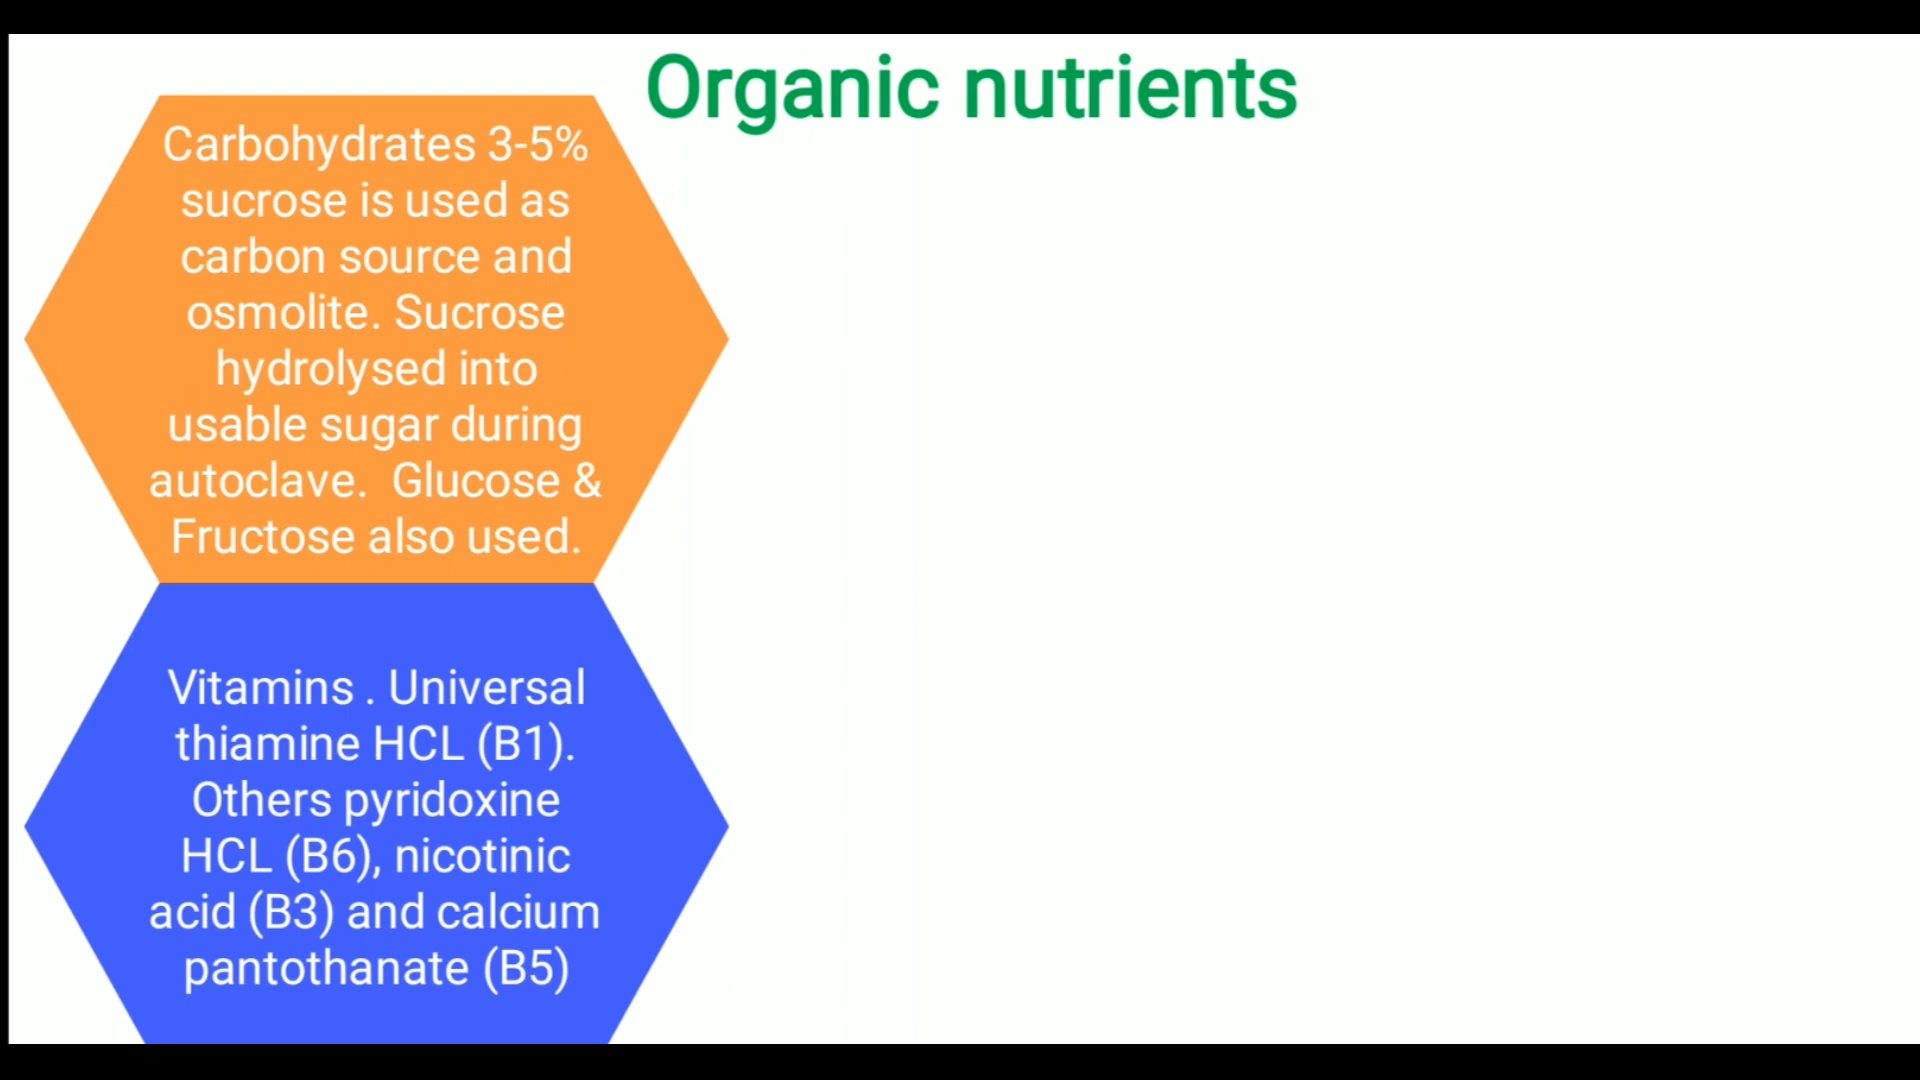 Organic nutrients
Carbohydrates 3-5%
sucrose is used as
carbon source and
osmolite. Sucrose
hydrolysed into
usable sugar during
autoclave.  Glucose &
Fructose also used.
Vitamins . Universal
thiamine HCL (B1).
Others pyridoxine
HCL (B6), nicotinic
acid (B3) and calcium
pantothanate (B5)